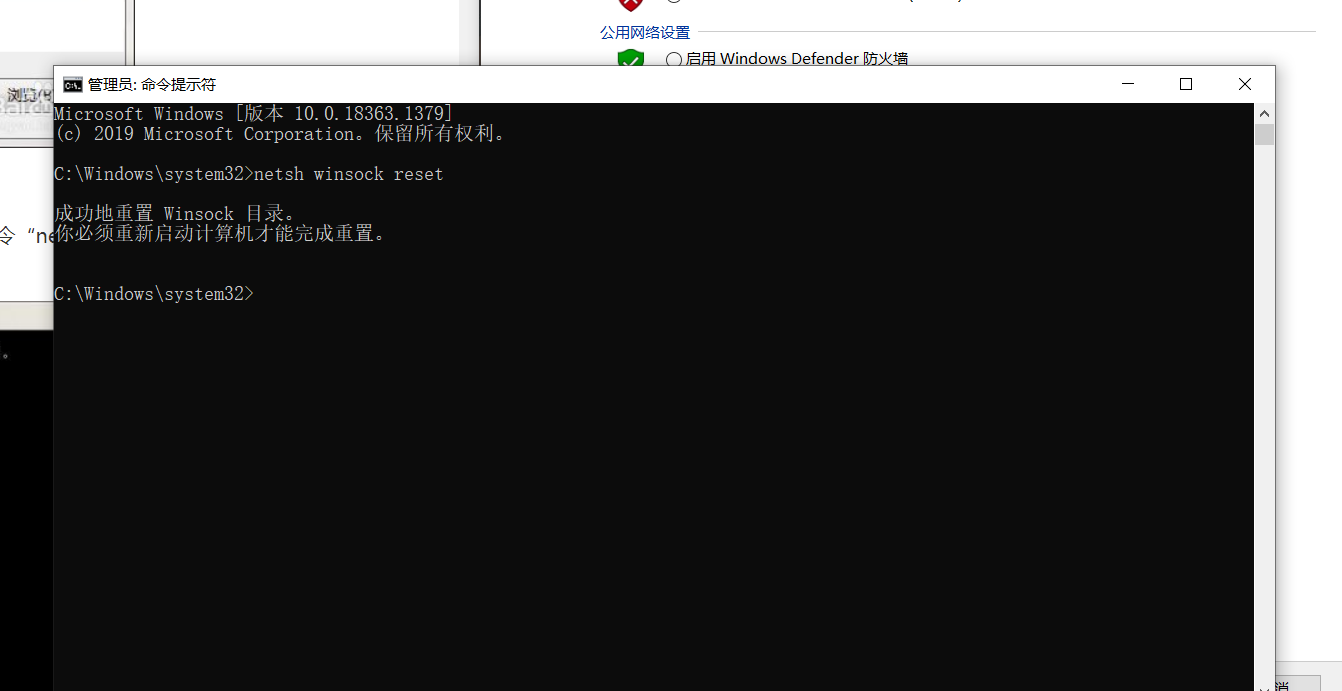 公用网络设置
启用 Windows Defender 防火墙
管理员: 命令提示符
浏览(R
Microsoft Windows [版本 10.0.18363.1379]
(c) 2019 Microsoft Corporation。保留所有权利。
C:\Windows\system32>netsh winsock reset
成功地重置 Winsock 目录。
令“ne
你必须重新启动计算机才能完成重置。
C:\Windows\system32>
。
消